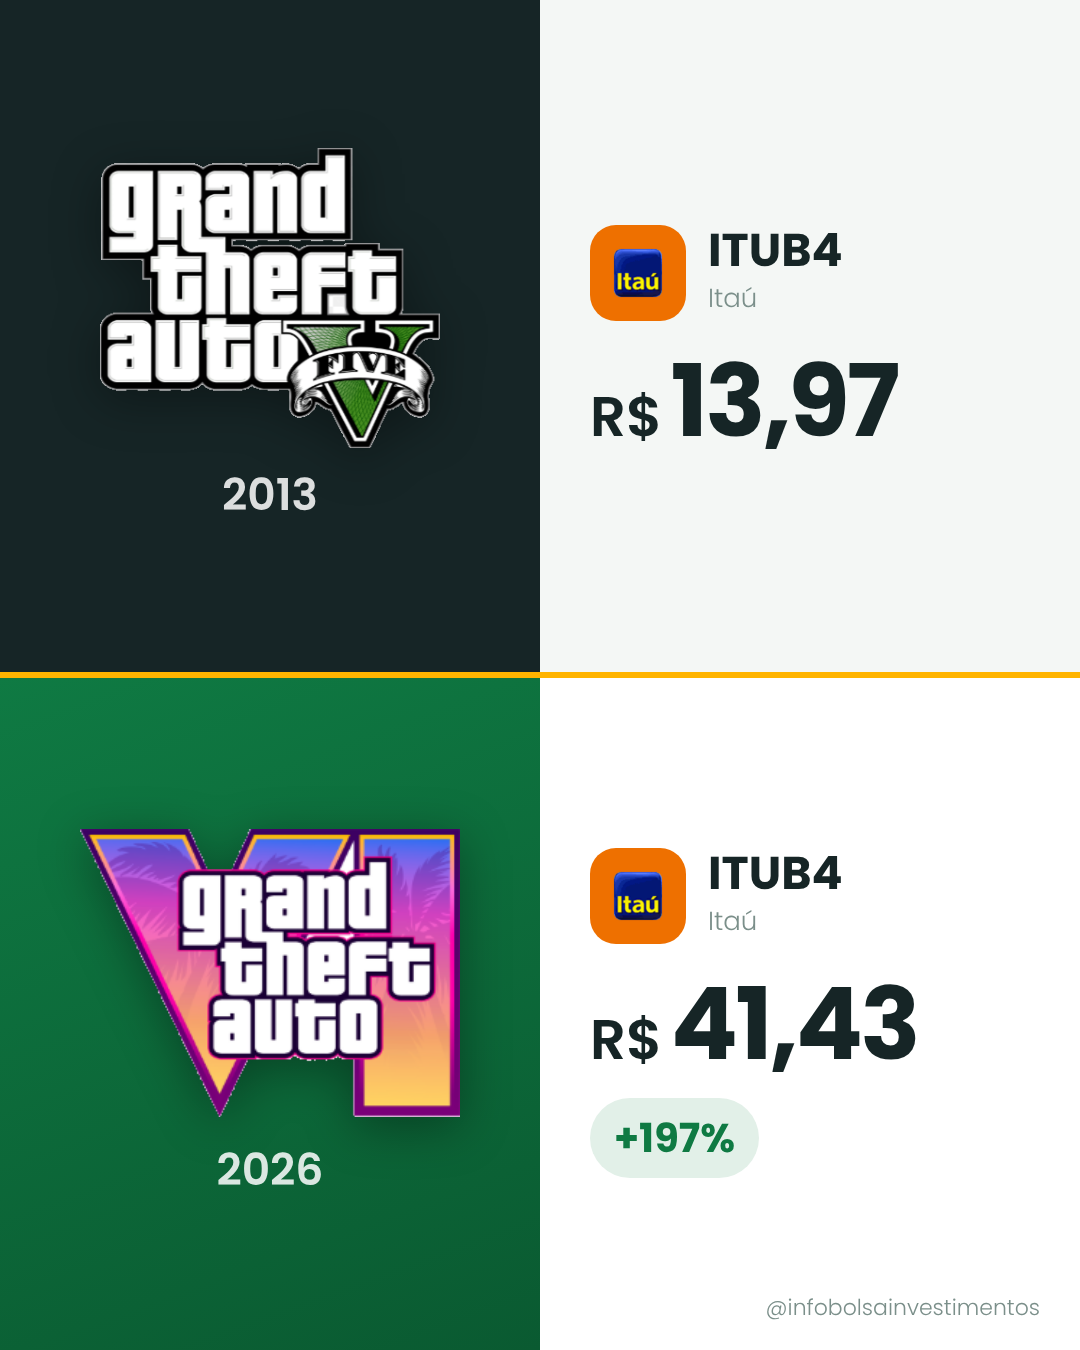 grand
theft
auto
FIVE
2013
Itaú
ITUB4
Itaú
R$ 13,97
VI
grand
theft
auto
2026
Itaú
ITUB4
Itaú
R$ 41,43
+197%
@infobolsainvestimentos